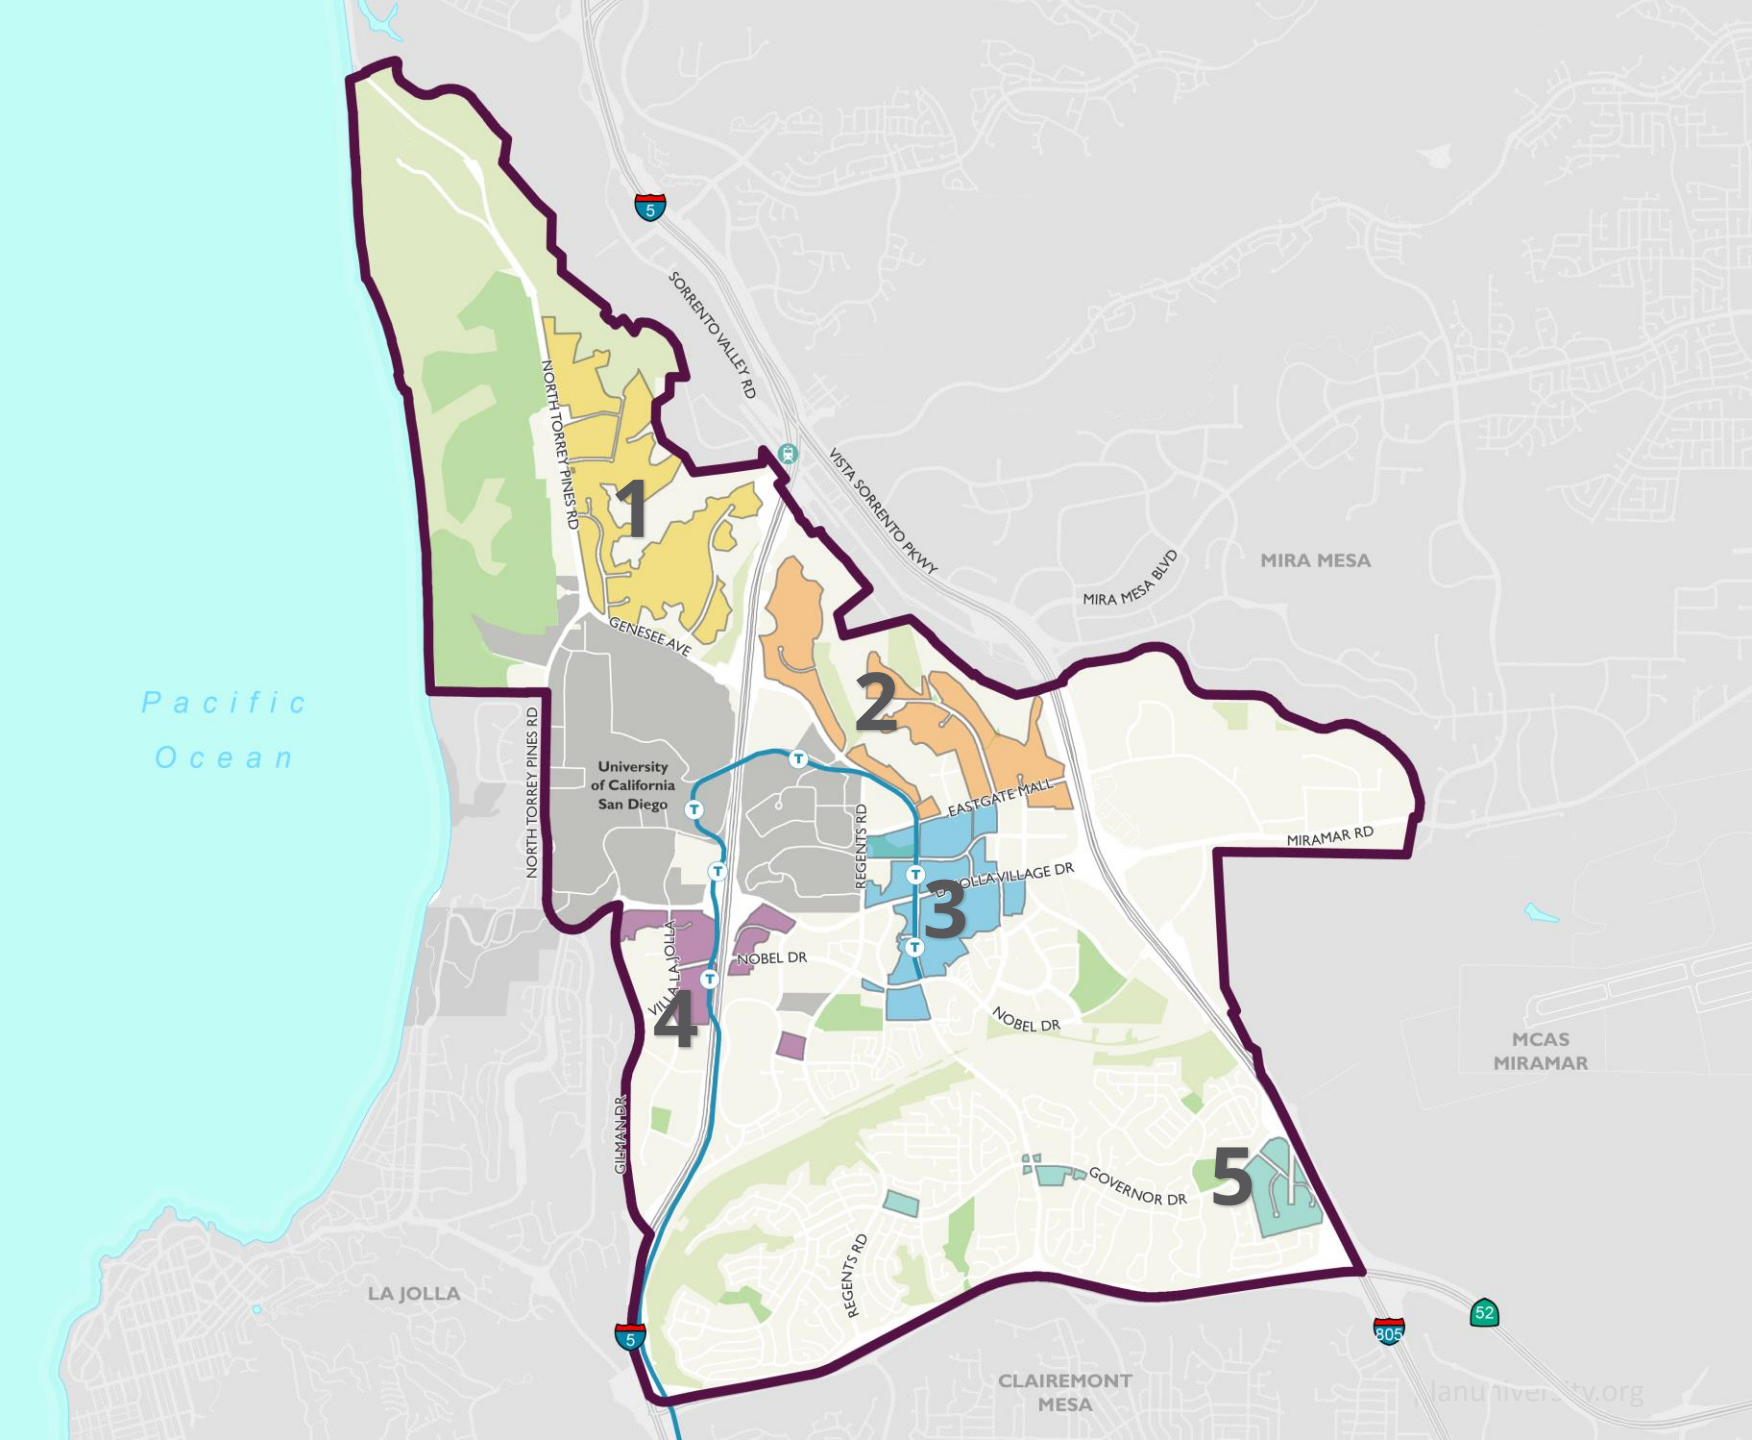 5
SORRENTO VALLEY RD
NORTH TORREY PINES RD
1
VISTA SORRENTO PKWY
MIRA MESA
MIRA MESA BLVD
GENESEE AVE
Pacific
Ocean
2
NORTH TORREY PINES RD
University
of California
San Diego
T
T
EASTGATE MALL
REGENTS RD
MIRAMAR RD
T
T
LA JOLLA VILLAGE DR
3
VILLA LA JOLLA
NOBEL DR
T
T
4
NOBEL DR
MCAS
MIRAMAR
GILMAN DR
GOVERNOR DR
5
REGENTS RD
LA JOLLA
5
805
52
CLAIREMONT
MESA
planuniversity.org